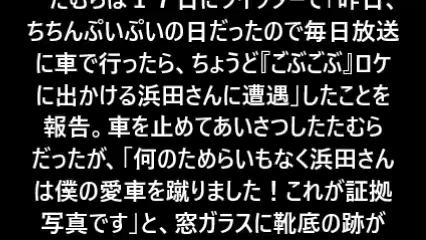 たむらは１７日にツイッターで「昨日、
ちちんぷいぷいの日だったので毎日放送
に車で行ったら、ちょうど『ごぶごぶ』ロケ
に出かける浜田さんに遭遇」したことを
報告。車を止めてあいさつしたたむら
だったが、「何のためらいもなく浜田さん
は僕の愛車を蹴りました！これが証拠
写真です」と、窓ガラスに靴底の跡が